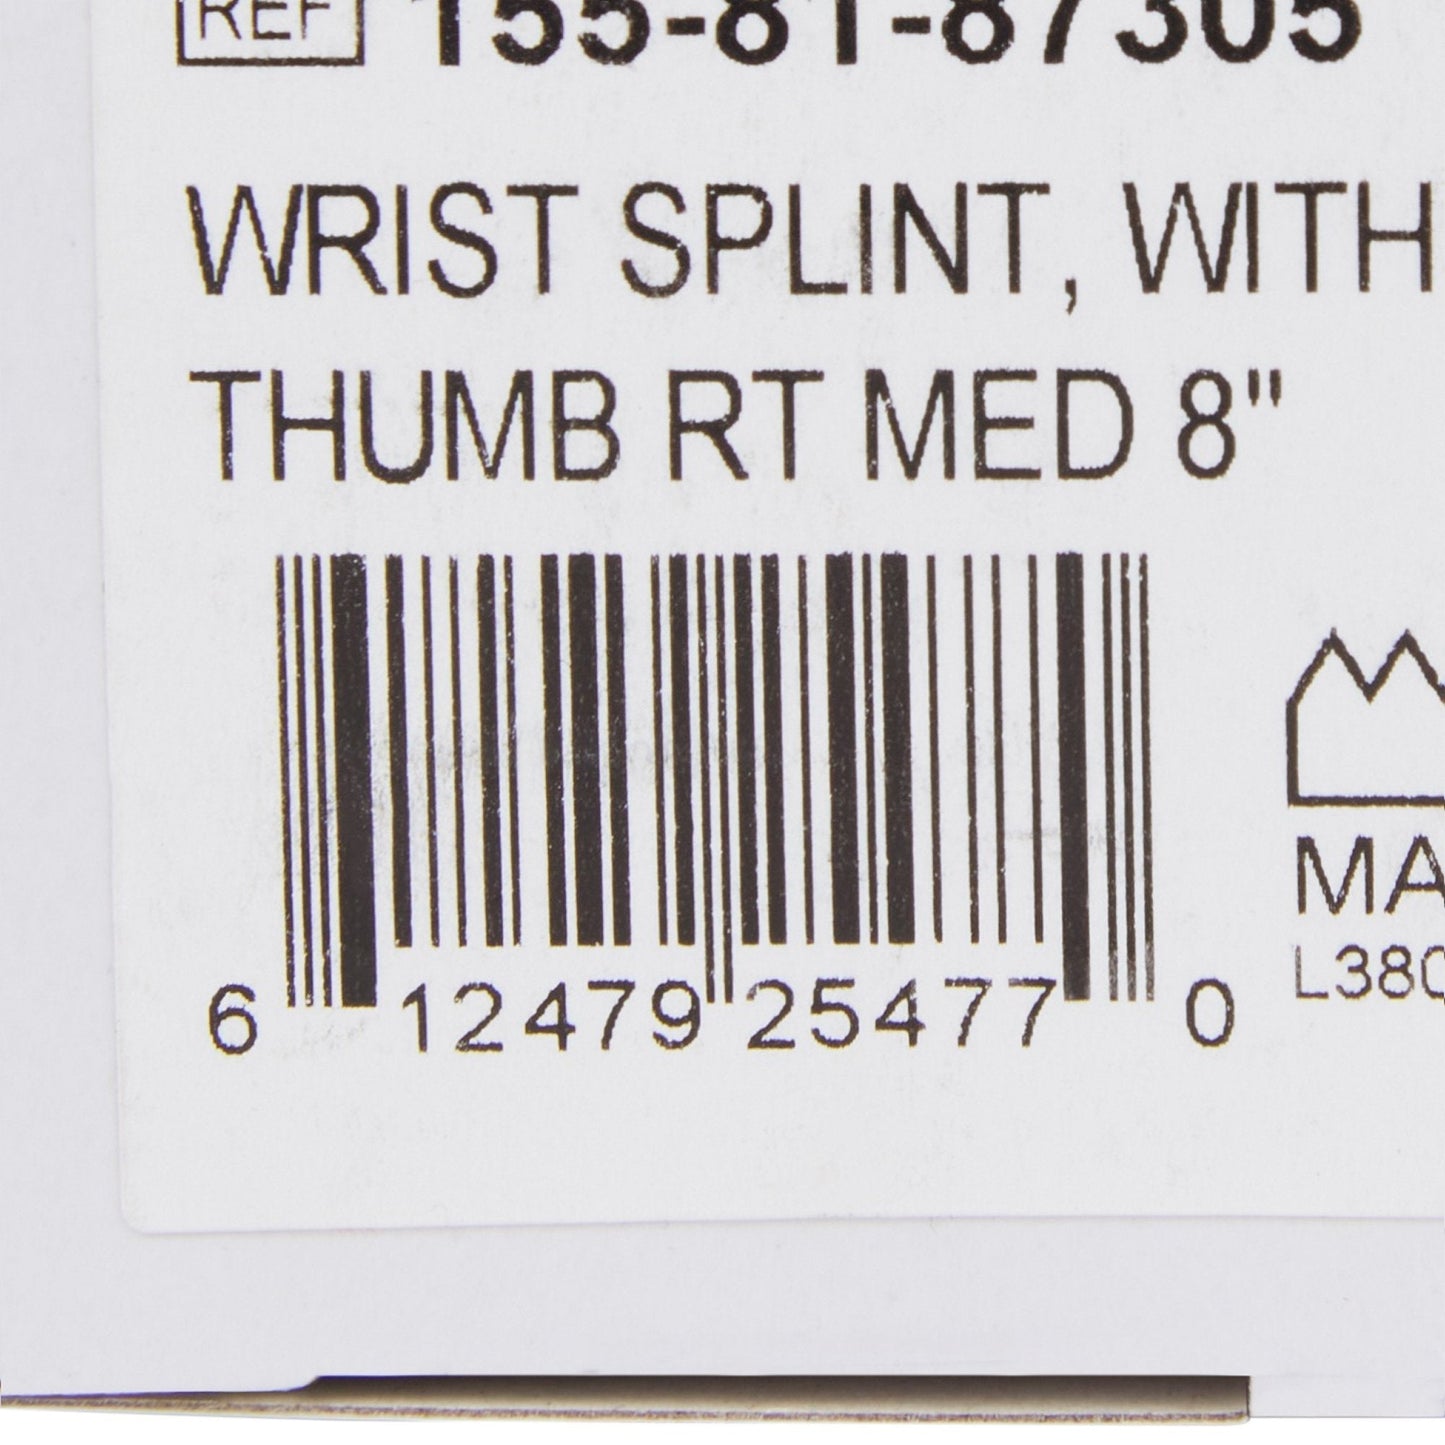 REF 155-81-87305
WRIST SPLINT, WITH
THUMB RT MED 8"
6 12479 25477 0